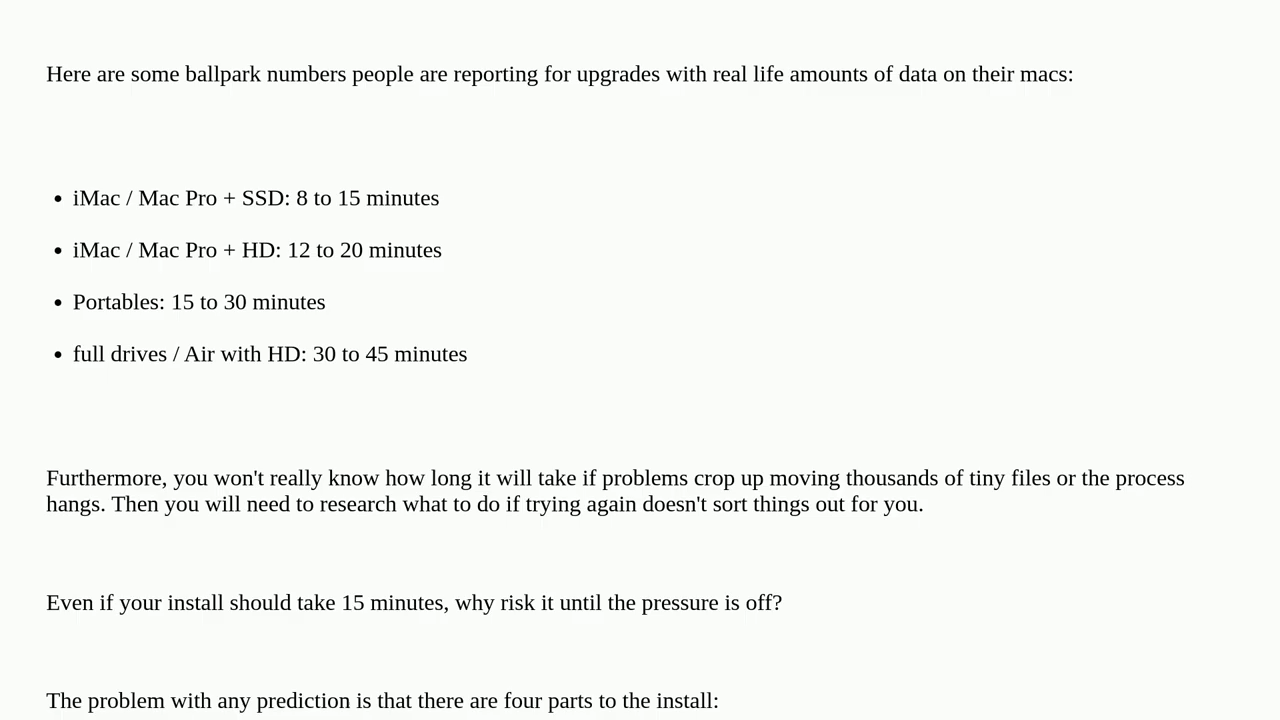 Here are some ballpark numbers people are reporting for upgrades with real life amounts of data on their macs:
• iMac / Mac Pro + SSD: 8 to 15 minutes
• iMac / Mac Pro + HD: 12 to 20 minutes
• Portables: 15 to 30 minutes
• full drives / Air with HD: 30 to 45 minutes
Furthermore, you won't really know how long it will take if problems crop up moving thousands of tiny files or the process
hangs. Then you will need to research what to do if trying again doesn't sort things out for you.
Even if your install should take 15 minutes, why risk it until the pressure is off?
The problem with any prediction is that there are four parts to the install: